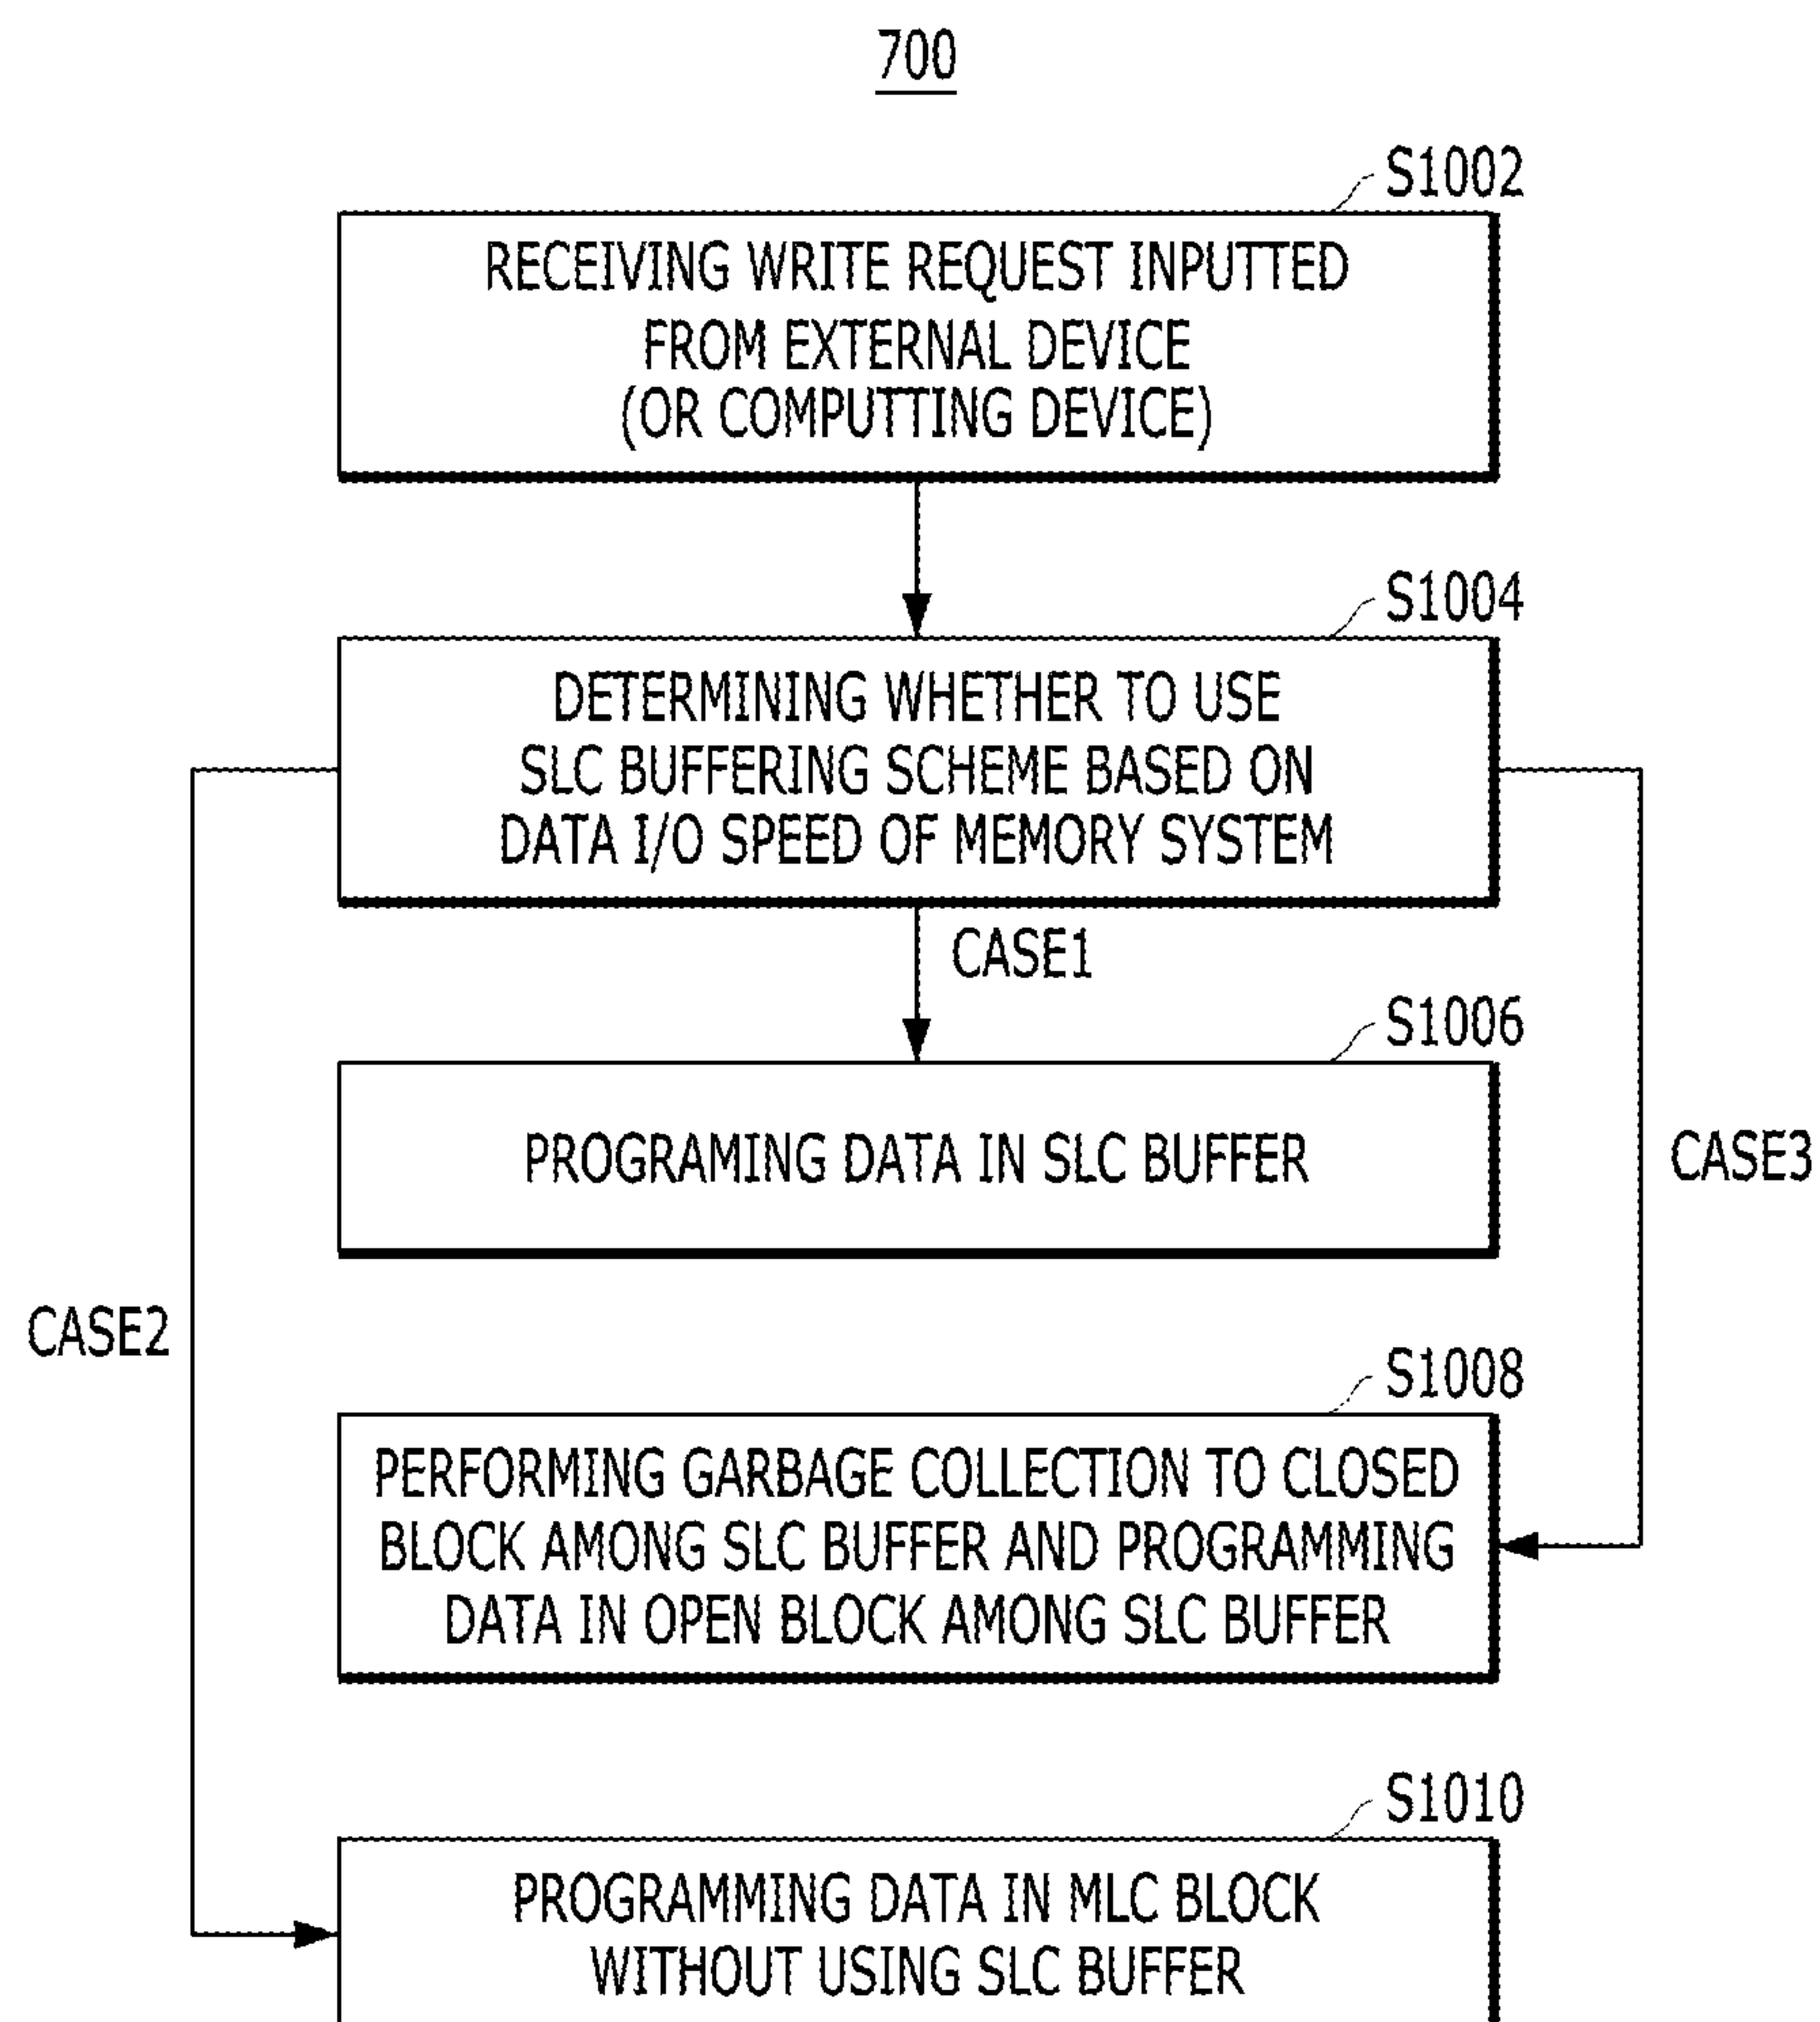 700
S1002
RECEIVING WRITE REQUEST INPUTTED
FROM EXTERNAL DEVICE
(OR COMPUTTING DEVICE)
S1004
DETERMINING WHETHER TO USE
SLC BUFFERING SCHEME BASED ON
DATA I/O SPEED OF MEMORY SYSTEM
CASE1
S1006
PROGRAMING DATA IN SLC BUFFER
CASE3
CASE2
S1008
PERFORMING GARBAGE COLLECTION TO CLOSED
BLOCK AMONG SLC BUFFER AND PROGRAMMING
DATA IN OPEN BLOCK AMONG SLC BUFFER
S1010
PROGRAMMING DATA IN MLC BLOCK
WITHOUT USING SLC BUFFER